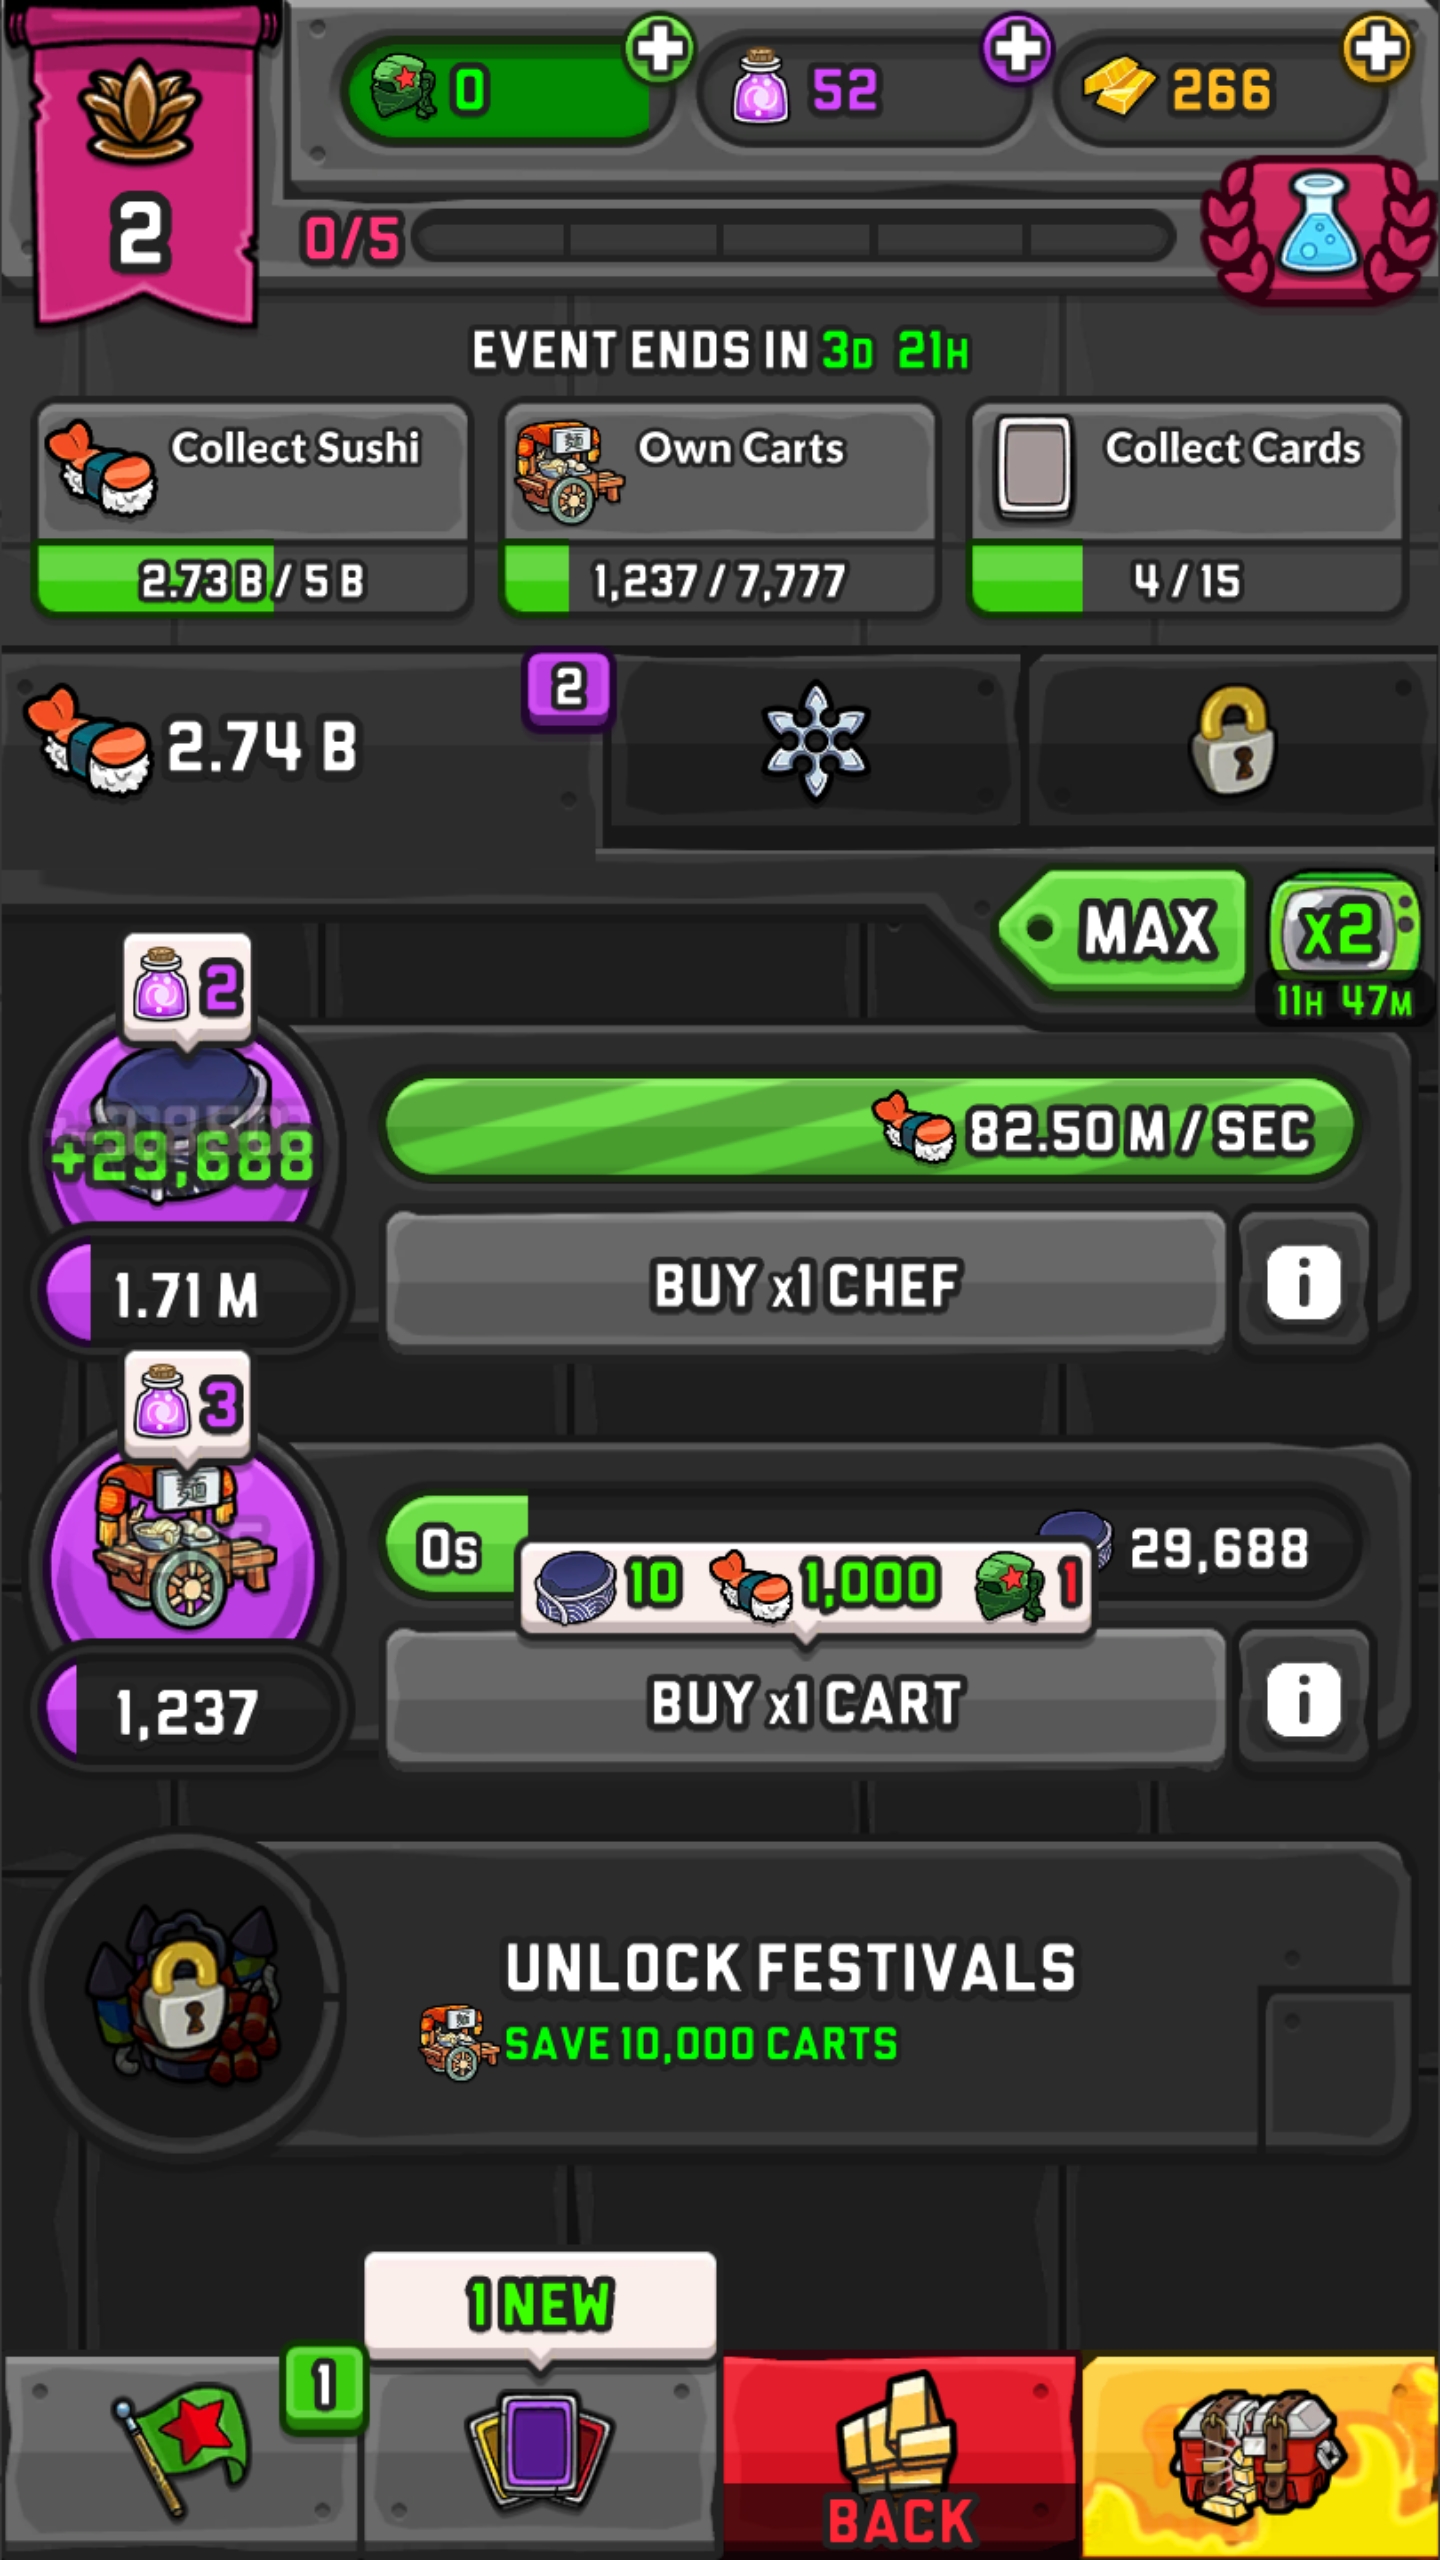 0
52
266
2
0/5
EVENT ENDS IN 3D 21H
Collect Sushi
Own Carts
Collect Cards
2.73 B / 5 B
1,237 / 7,777
4 / 15
2.74 B
2
MAX
x2
11H 47M
2
+29,688
82.50 M / SEC
1.71 M
BUY x1 CHEF
i
3
麺
0s
29,688
10
1,000
1
1,237
BUY x1 CART
i
UNLOCK FESTIVALS
SAVE 10,000 CARTS
1 NEW
1
BACK